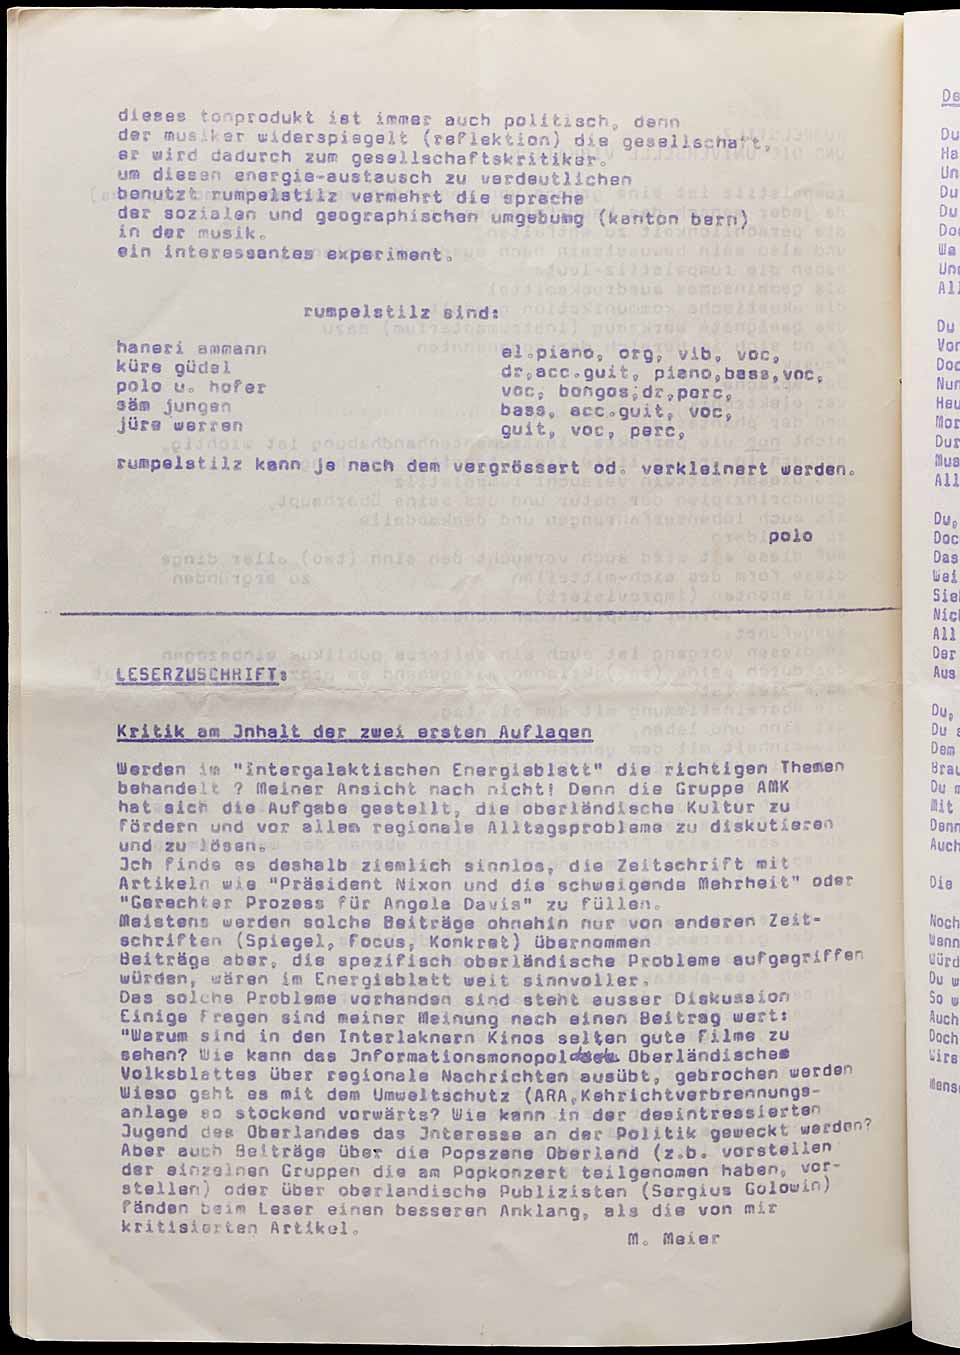 dieses tonprodukt ist immer auch politisch, denn
der musiker widerspiegelt (reflektion) die gesellschaft,
er wird dadurch zum gesellschaftskritiker.
um diesen energie-austausch zu verdeutlichen
benutzt rumpelstilz vermehrt die sprache
der sozialen und geographischen umgebumg (kanton bern)
in der musik.
ein interessantes experiment.
rumpelstilz sind:
hanery ammann el.piano, org, vib, voc,
küre güdel dr,acc.guit, piano,bass,voc,
polo u. hofer voc, bongos,dr,perc,
säm jungen bass, acc.guit, voc,
jüre werren guit, voc, perc,
rumpelstilz kann je nach dem vergrössert od. verkleinert werden.
polo
LESERZUSCHRIFT:
Kritik am Jnhalt der zwei ersten Auflagen
Werden im "intergalaktischen Energieblatt" die richtigen Themen
behandelt ? Meiner Ansicht nach nicht! Denn die Gruppe AMK
hat sich die Aufgabe gestellt, die oberländische Kultur zu
fördern und vor allem regionale Alltagsprobleme zu diskutieren
und zu lösen.
Jch finde es deshalb ziemlich sinnlos, die Zeitschrift mit
Artikeln wie "Präsident Nixon und die schweigende Mehrheit" oder
"Gerechter Prozess für Angela Davis" zu füllen.
Meistens werden solche Beiträge ohnehin nur von anderen Zeit-
schriften (Spiegel, Focus, Konkret) übernommen
Beiträge aber, die spezifisch oberländische Probleme aufgegriffen
würden, wären im Energieblatt weit sinnvoller.
Das solche Probleme vorhanden sind steht ausser Diskussion
Einige Fragen sind meiner Meinung nach einen Beitrag wert:
"Warum sind in den Interlaknern Kinos selten gute Filme zu
sehen? Wie kann das Jnformationsmonopol Oberländisches
Volksblattes über regionale Nachrichten ausübt, gebrochen werden
Wieso geht es mit dem Umweltschutz (ARA,Kehrichtverbrennungs-
anlage so stockend vorwärts? Wie kann in der desintressierten
Jugend des Oberlandes das Jnteresse an der Politik geweckt werden?
Aber auch Beiträge über die Popszene Oberland (z.b. vorstellen
der einzelnen Gruppen die am Popkonzert teilgenomen haben, vor-
stellen) oder über oberlandische Publizisten (Sergius Golowin)
fänden beim Leser einen besseren Anklang, als die von mir
kritisierten Artikel.
M. Meier